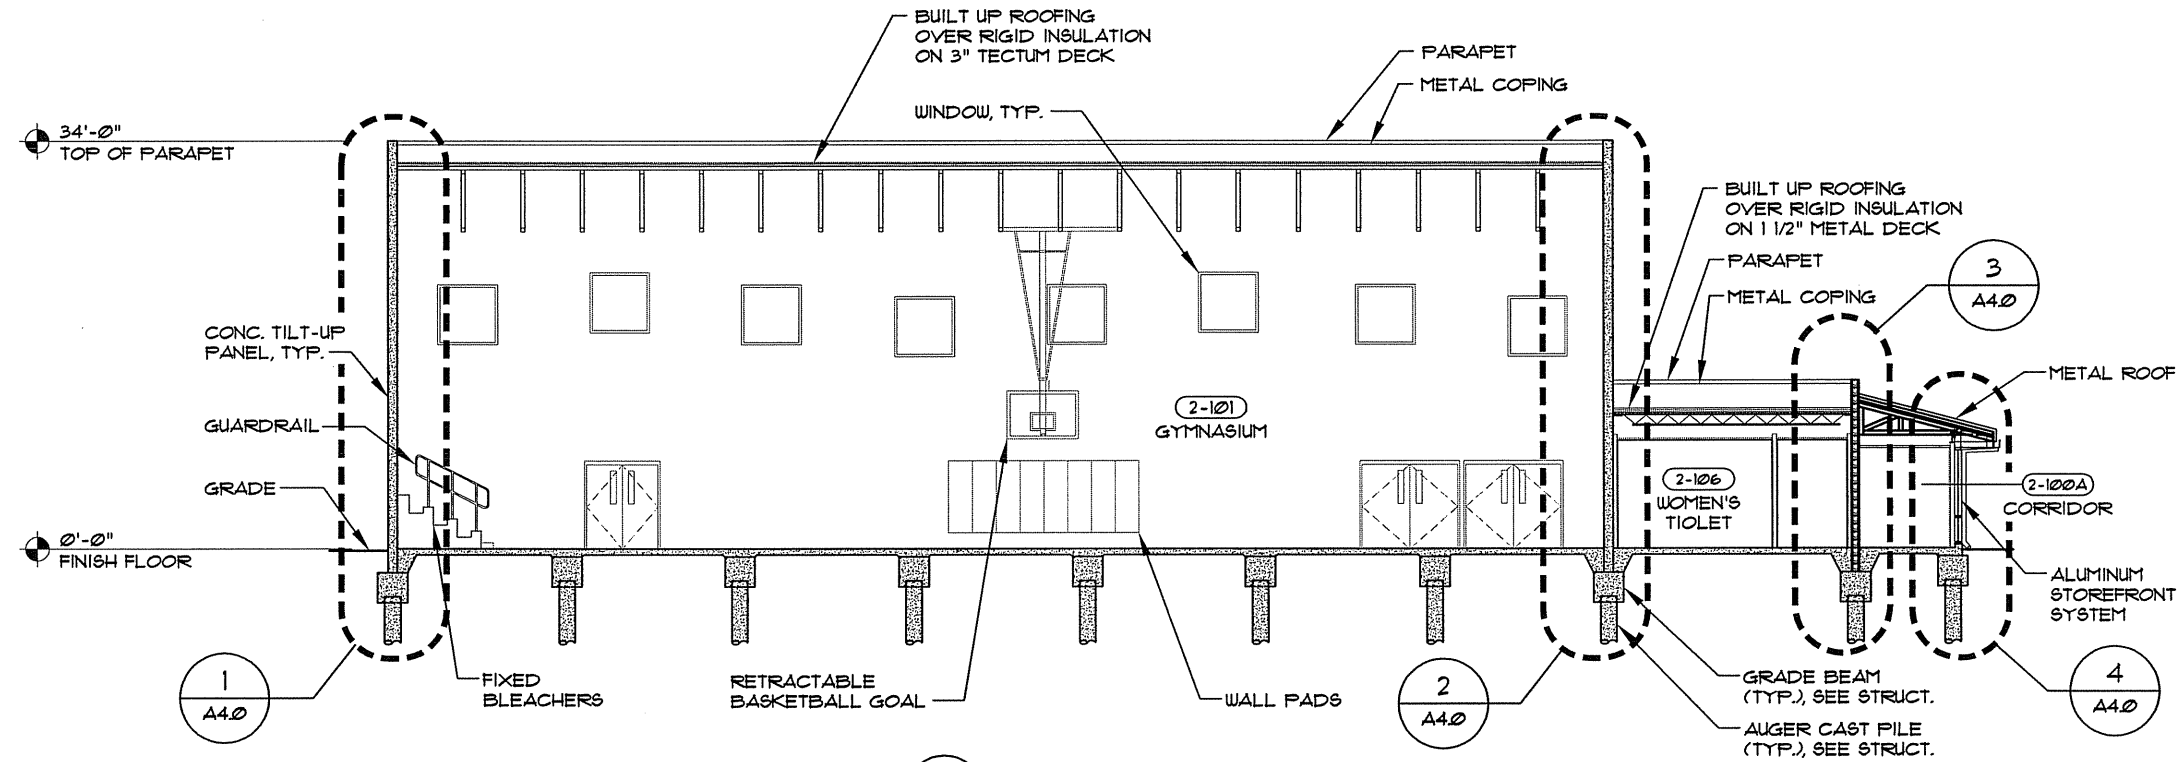 BUILT UP ROOFING
OVER RIGID INSULATION
ON 3" TECTUM DECK
PARAPET
METAL COPING
WINDOW, TYP.
34'-0"
TOP OF PARAPET
BUILT UP ROOFING
OVER RIGID INSULATION
ON 1 1/2" METAL DECK
PARAPET
METAL COPING
3
A4.0
CONC. TILT-UP
PANEL, TYP.
METAL ROOF
GUARDRAIL
2-101
GYMNASIUM
GRADE
2-106
WOMEN'S
TIOLET
2-100A
CORRIDOR
0'-0"
FINISH FLOOR
ALUMINUM
STOREFRONT
SYSTEM
1
A4.0
FIXED
BLEACHERS
RETRACTABLE
BASKETBALL GOAL
WALL PADS
2
A4.0
GRADE BEAM
(TYP.), SEE STRUCT.
AUGER CAST PILE
(TYP.), SEE STRUCT.
4
A4.0